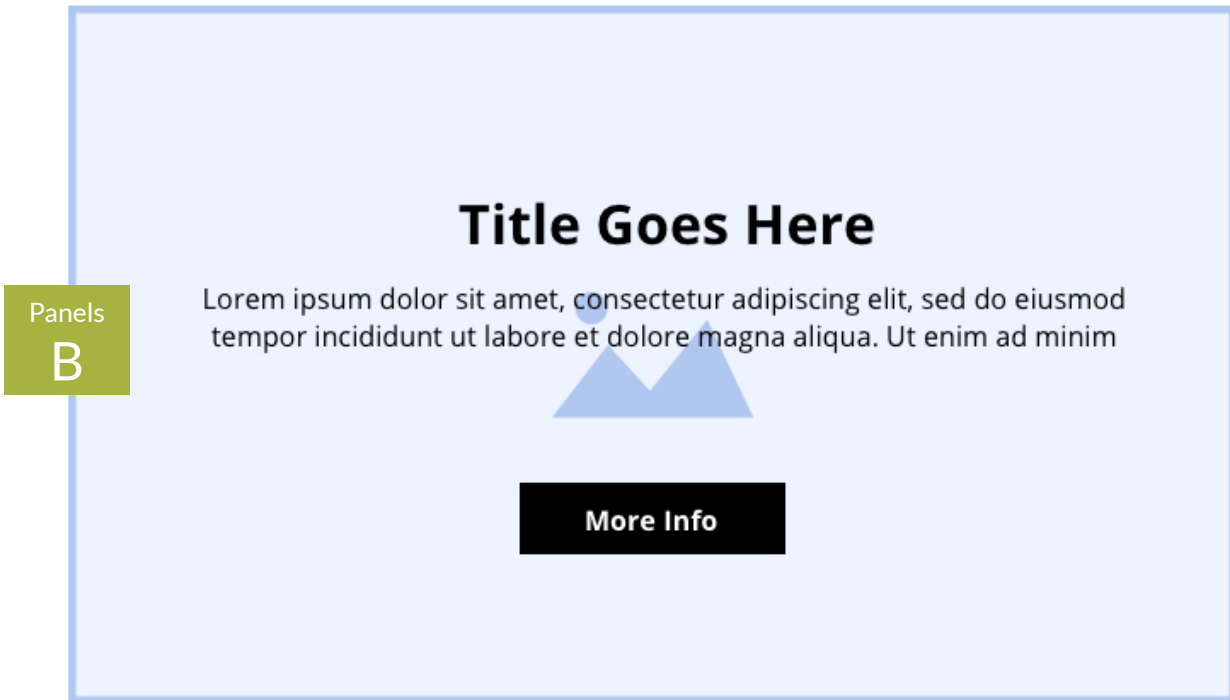 Title Goes Here
Lorem ipsum dolor sit amet, consectetur adipiscing elit, sed do eiusmod
tempor incididunt ut labore et dolore magna aliqua. Ut enim ad minim
Panels
B
More Info